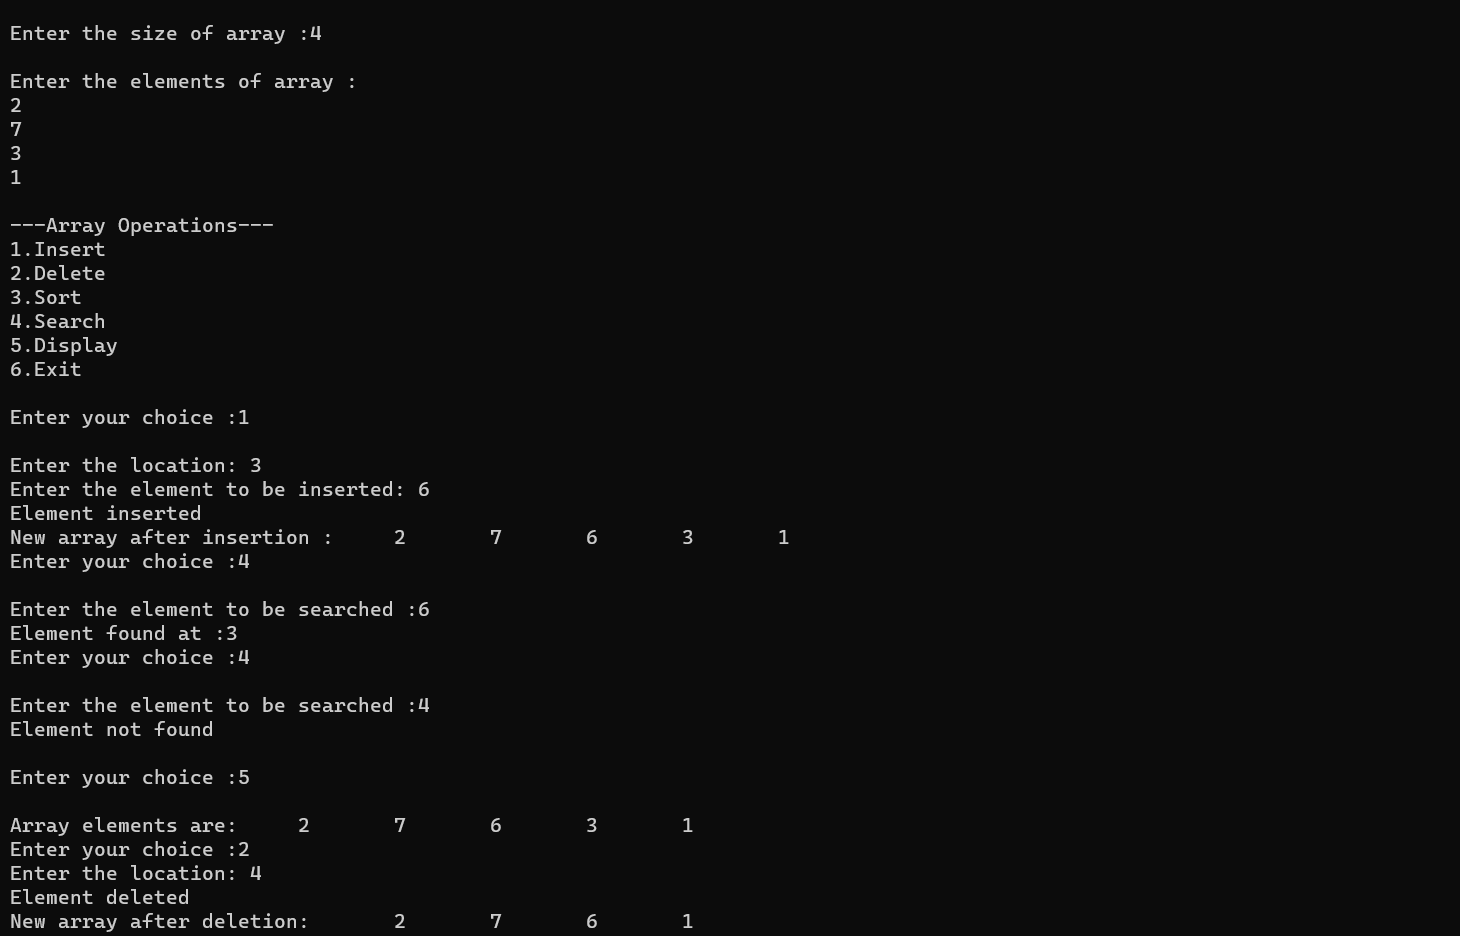 Enter the size of array :4
Enter the elements of array :
2
7
3
1
---Array Operations---
1.Insert
2.Delete
3.Sort
4.Search
5.Display
6.Exit
Enter your choice :1
Enter the location: 3
Enter the element to be inserted: 6
Element inserted
New array after insertion :     2       7       6       3       1
Enter your choice :4
Enter the element to be searched :6
Element found at :3
Enter your choice :4
Enter the element to be searched :4
Element not found
Enter your choice :5
Array elements are:     2       7       6       3       1
Enter your choice :2
Enter the location: 4
Element deleted
New array after deletion:       2       7       6       1